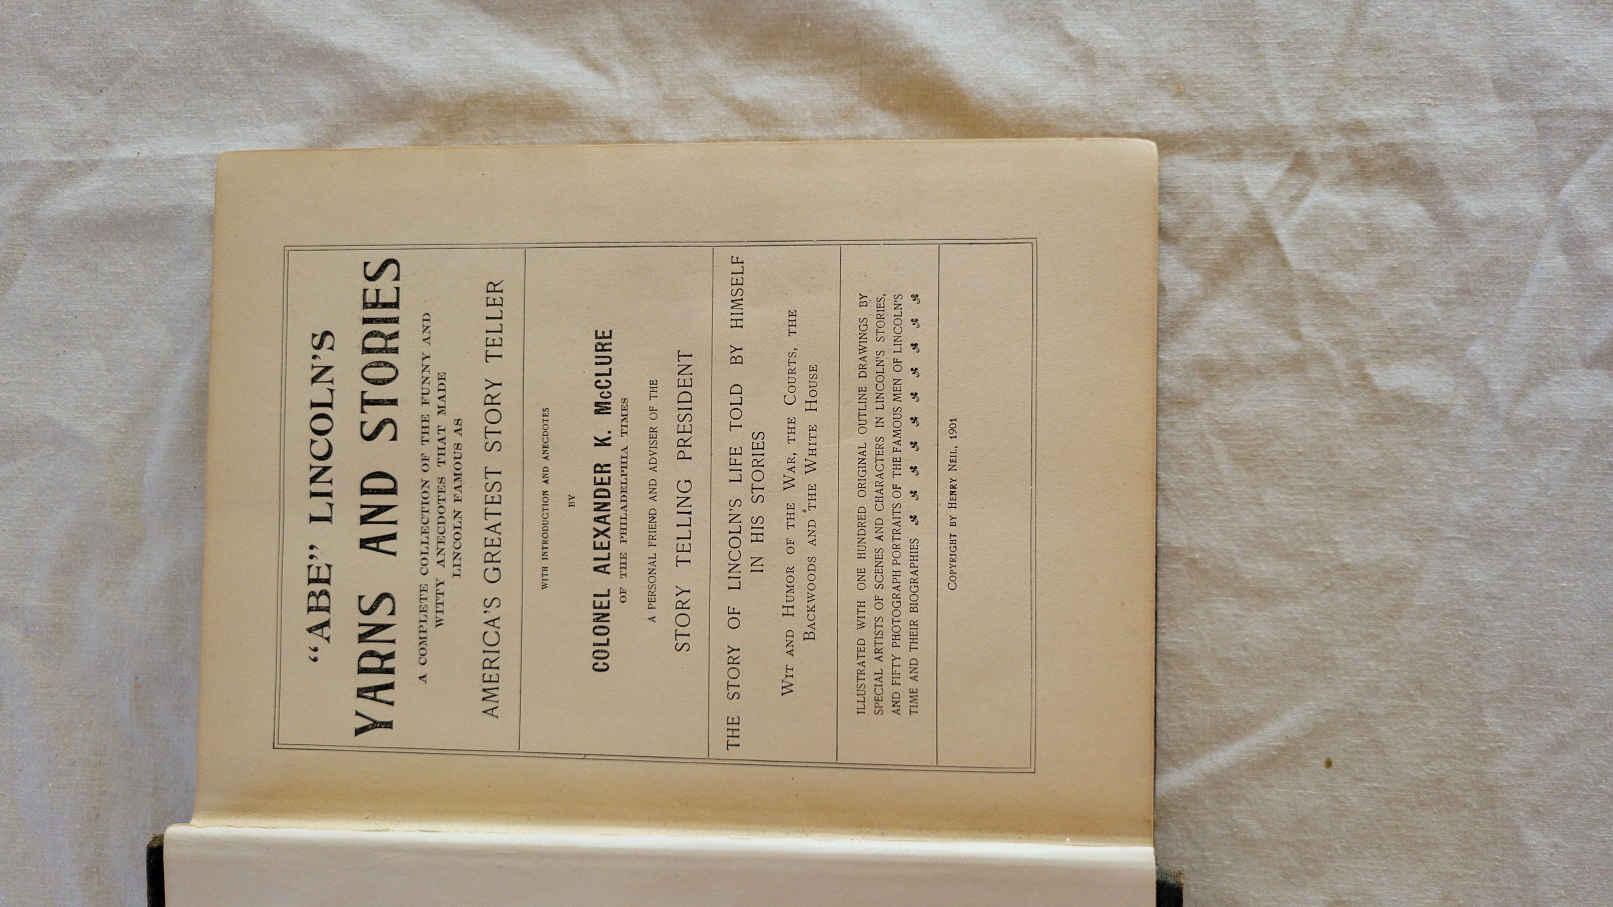 “ABE” LINCOLN'S
YARNS AND STORIES
A COMPLETE COLLECTION OF THE FUNNY AND
WITTY ANECDOTES THAT MADE
LINCOLN FAMOUS AS
AMERICA'S GREATEST STORY TELLER
WITH INTRODUCTION AND ANECDOTES
BY
COLONEL ALEXANDER K. McCLURE
OF THE PHILADELPHIA TIMES
A PERSONAL FRIEND AND ADVISER OF THE
STORY TELLING PRESIDENT
THE STORY OF LINCOLN'S LIFE TOLD BY HIMSELF
IN HIS STORIES
Wit and Humor of the War, the Courts, the
Backwoods and the White House
ILLUSTRATED WITH ONE HUNDRED ORIGINAL OUTLINE DRAWINGS BY
SPECIAL ARTISTS OF SCENES AND CHARACTERS IN LINCOLN'S STORIES,
AND FIFTY PHOTOGRAPH PORTRAITS OF THE FAMOUS MEN OF LINCOLN'S
TIME AND THEIR BIOGRAPHIES
Copyright by Henry Neil, 1901